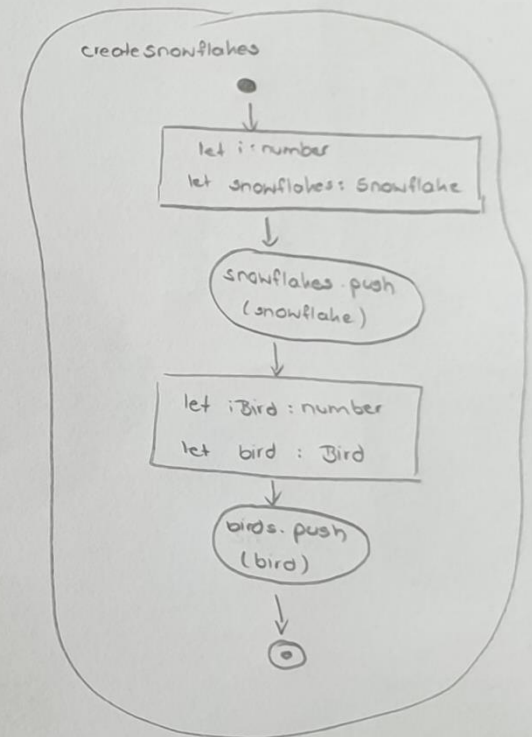 createsnowflakes
let i: number
let snowflakes: Snowflake
snowflakes.push
(snowflake)
let iBird: number
let bird : Bird
birds.push
(bird)